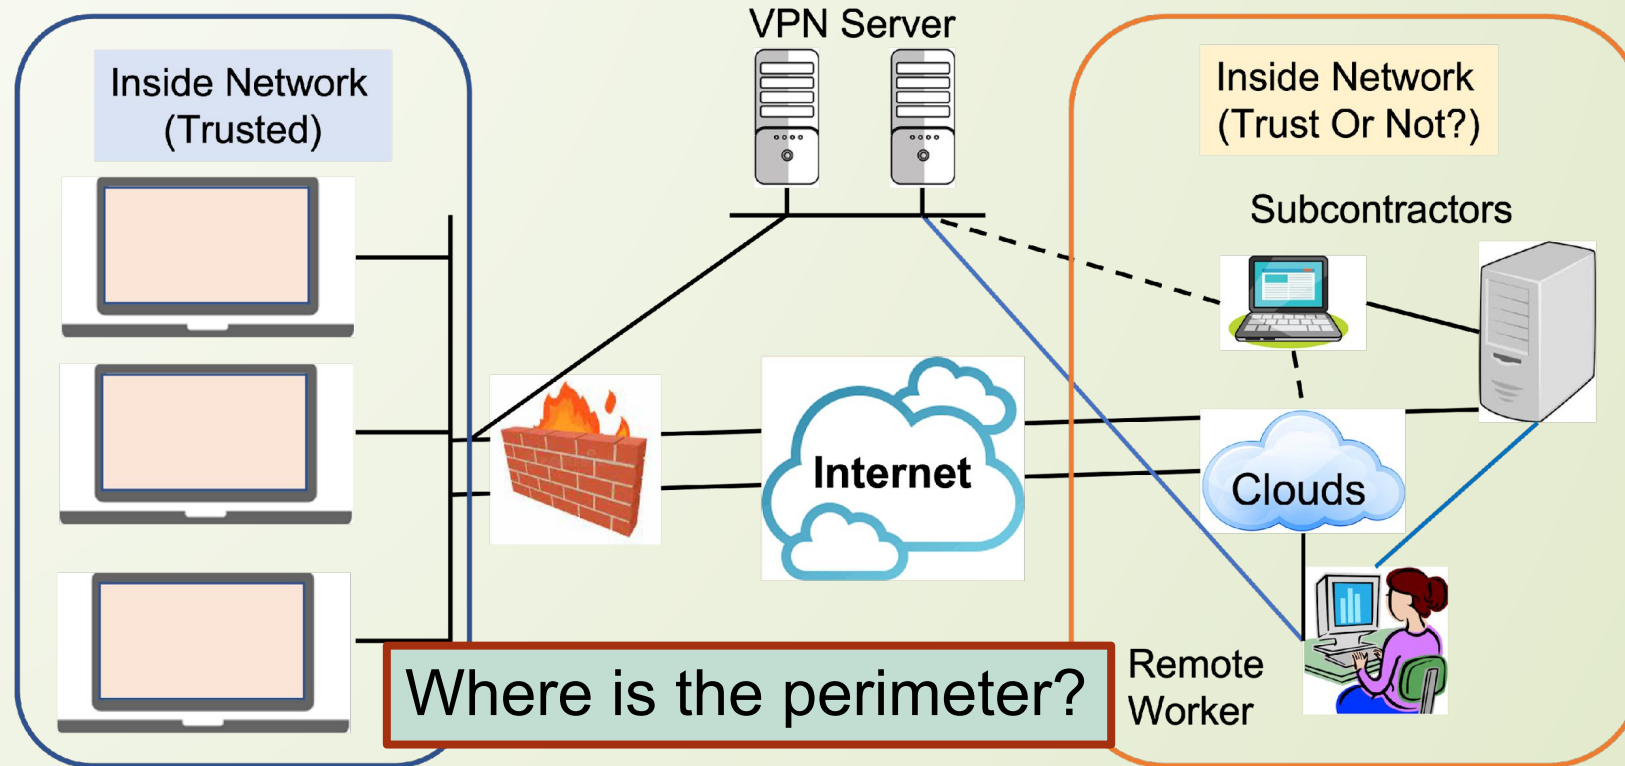 VPN Server
Inside Network
(Trusted)
Inside Network
(Trust Or Not?)
Subcontractors
Internet
Clouds
Where is the perimeter?
Remote
Worker